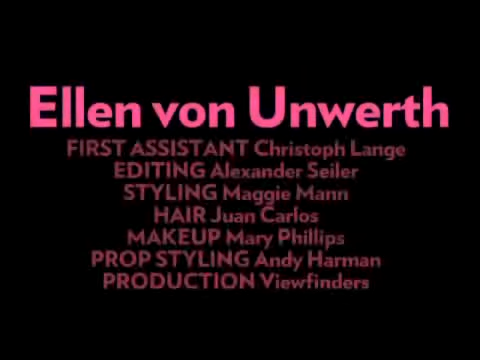 Ellen von Unwerth
FIRST ASSISTANT Christoph Lange
EDITING Alexander Seiler
STYLING Maggie Mann
HAIR Juan Carlos
MAKEUP Mary Phillips
PROP STYLING Andy Harman
PRODUCTION Viewfinders